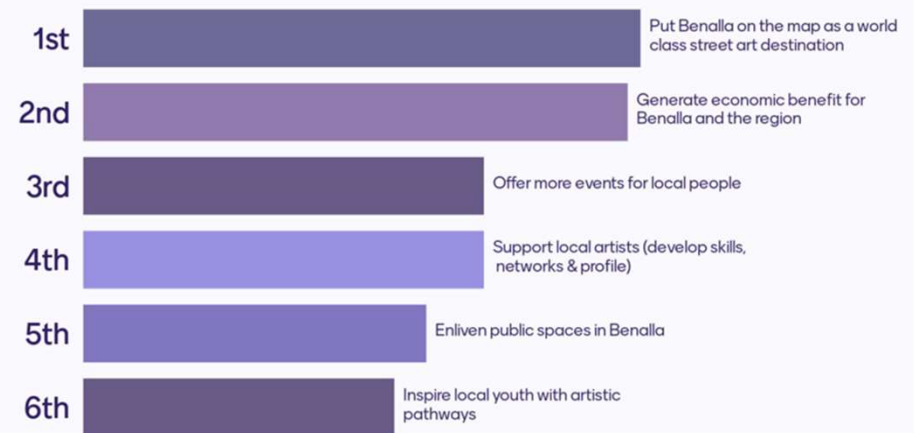 1st
Put Benalla on the map as a world
class street art destination
2nd
Generate economic benefit for
Benalla and the region
3rd
Offer more events for local people
4th
Support local artists (develop skills,
networks & profile)
5th
Enliven public spaces in Benalla
6th
Inspire local youth with artistic
pathways